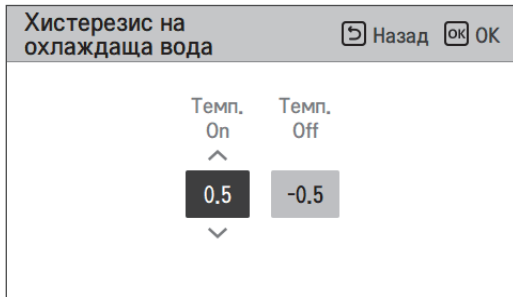 Хистерезис на
охлаждаща вода
Назад OK OK
Темп. Темп.
On Off
0.5 -0.5